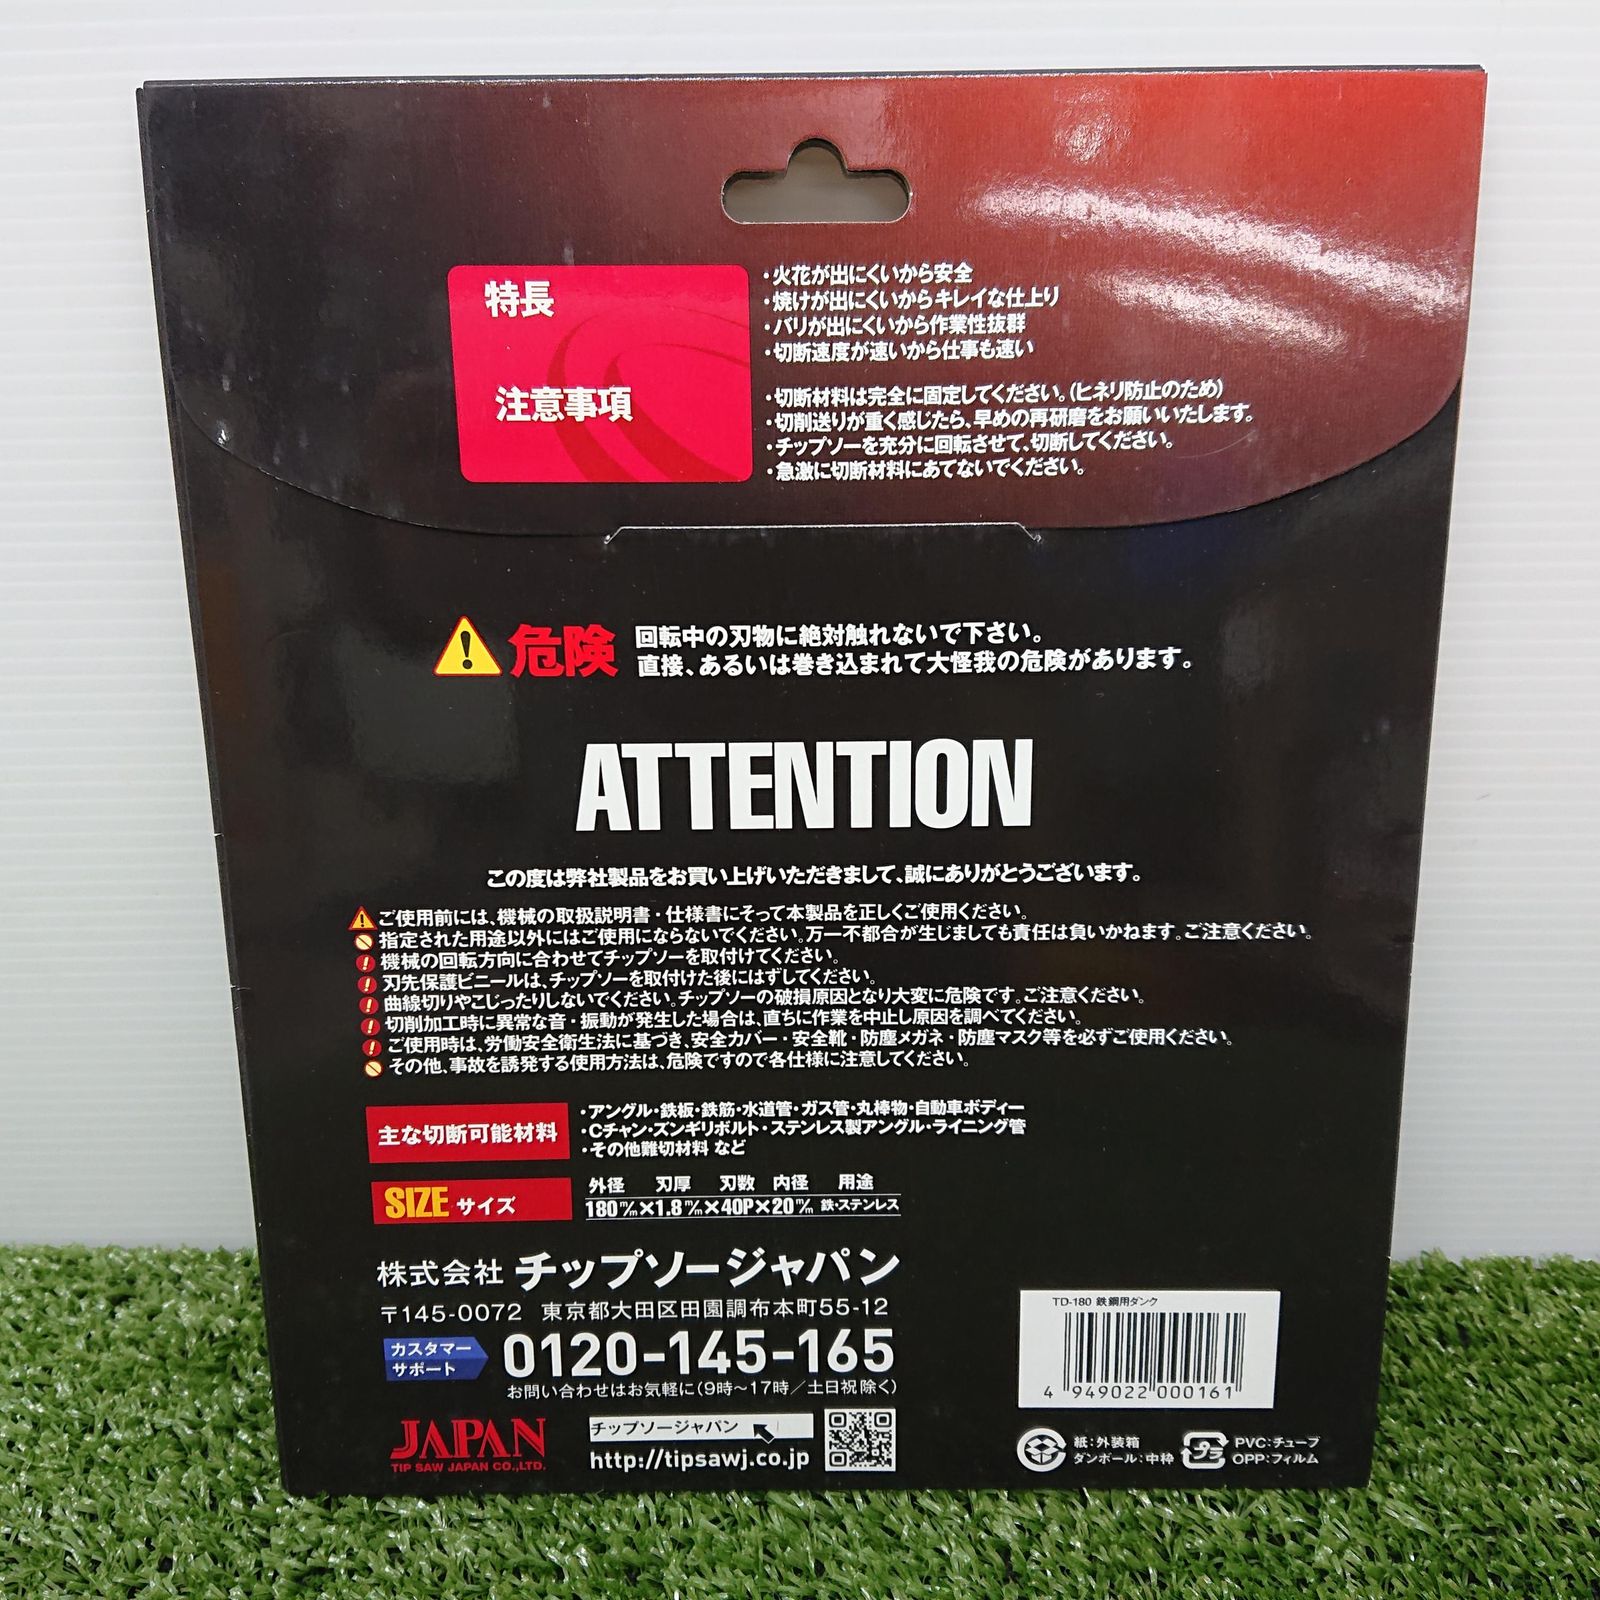 特長
・火花が出にくいから安全
・焼けが出にくいからキレイな仕上り
・バリが出にくいから作業性抜群
・切断速度が速いから仕事も速い
注意事項
・切断材料は完全に固定してください。(ヒネリ防止のため)
・切削送りが重く感じたら、早めの再研磨をお願いいたします。
・チップソーを充分に回転させて、切断してください。
・急激に切断材料にあてないでください。
危険
回転中の刃物に絶対触れないで下さい。
直接、あるいは巻き込まれて大怪我の危険があります。
ATTENTION
この度は弊社製品をお買い上げいただきまして、誠にありがとうございます。
ご使用前には、機械の取扱説明書・仕様書にそって本製品を正しくご使用ください。
指定された用途以外にはご使用にならないでください。万一不都合が生じましても責任は負いかねます。ご注意ください。
機械の回転方向に合わせてチップソーを取付けてください。
刃先保護ビニールは、チップソーを取付けた後にはずしてください。
曲線切りやこじったりしないでください。チップソーの破損原因となり大変に危険です。ご注意ください。
切削加工時に異常な音・振動が発生した場合は、直ちに作業を中止し原因を調べてください。
ご使用時は、労働安全衛生法に基づき、安全カバー・安全靴・防塵メガネ・防塵マスク等を必ずご使用ください。
その他、事故を誘発する使用方法は、危険ですので各仕様に注意してください。
主な切断可能材料
・アングル・鉄板・鉄筋・水道管・ガス管・丸棒物・自動車ボディー
・Cチャン・ズンギリボルト・ステンレス製アングル・ライニング管
・その他難切材料 など
SIZE サイズ
外径 刃厚 刃数 内径 用途
180m/m×1.8m/m×40P×20m/m 鉄・ステンレス
株式会社 チップソージャパン
〒145-0072 東京都大田区田園調布本町55-12
カスタマー
サポート
0120-145-165
お問い合わせはお気軽に(9時〜17時/土日祝除く)
JAPAN
TIP SAW JAPAN CO.,LTD.
チップソージャパン
http://tipsawj.co.jp
TD-180 鉄鋼用ダンク
4 949022 000161
紙:外装箱
ダンボール:中枠
プラ
PVC:チューブ
OPP:フィルム